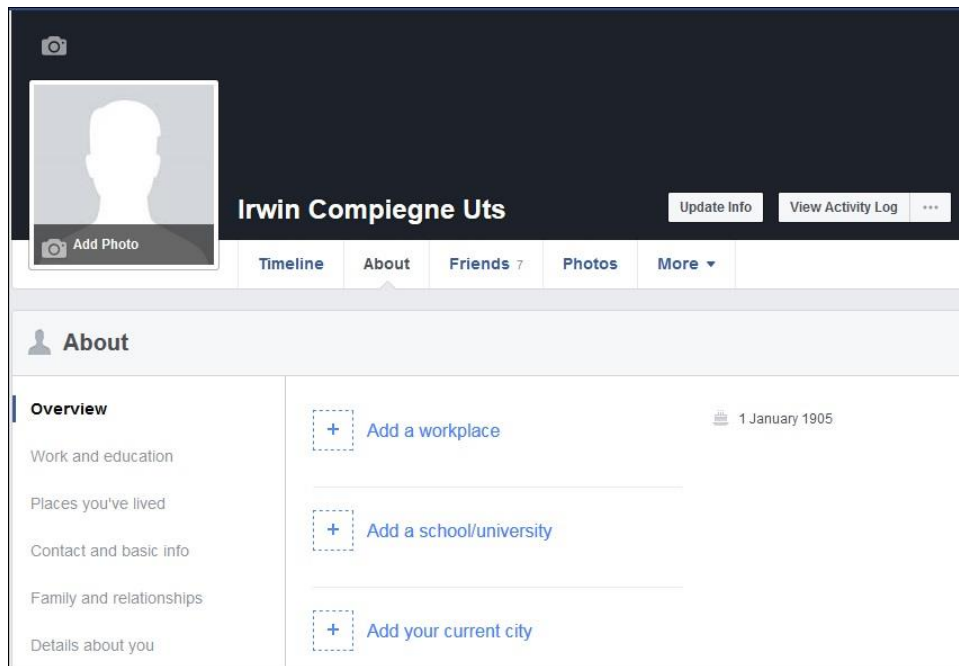 Irwin Compiegne Uts
Update Info
View Activity Log
...
Add Photo
Timeline
About
Friends 7
Photos
More
About
Overview
Work and education
Places you've lived
Contact and basic info
Family and relationships
Details about you
+ Add a workplace
+ Add a school/university
+ Add your current city
1 January 1905